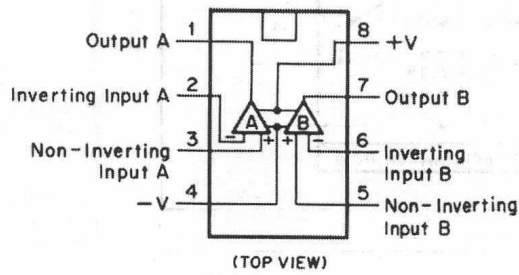 Output A 1
8 +V
Inverting Input A 2
7 Output B
A
B
- + + -
Non-Inverting
Input A
3
6 Inverting
Input B
-V 4
5 Non-Inverting
Input B
(TOP VIEW)